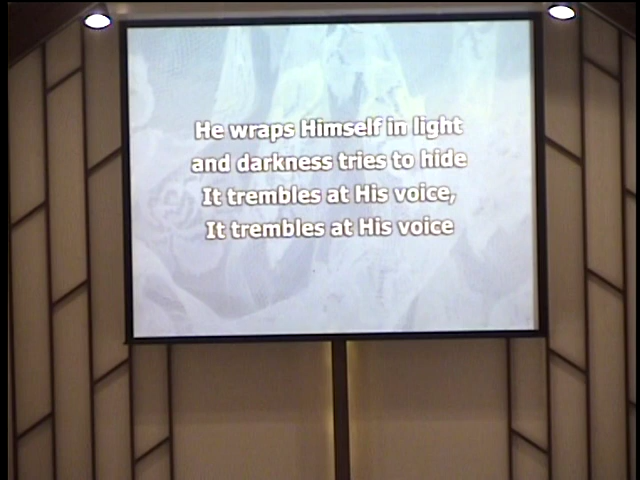 He wraps Himself in light
and darkness tries to hide
It trembles at His voice,
It trembles at His voice